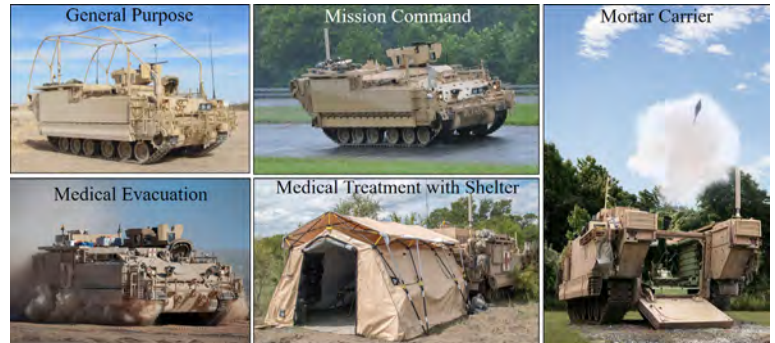 General Purpose
Mission Command
Mortar Carrier
Medical Evacuation
Medical Treatment with Shelter